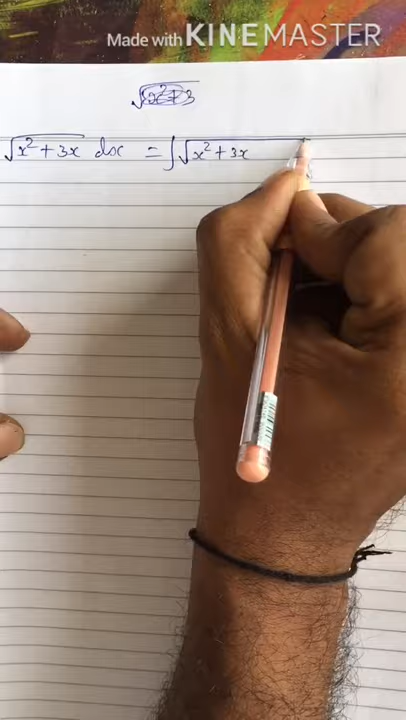 Made with KINEMASTER
√x² + 3x dx = ∫ √x² + 3x